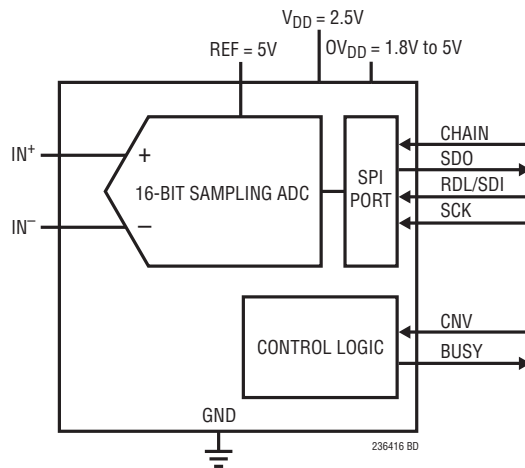 V_DD = 2.5V
REF = 5V
OV_DD = 1.8V to 5V
CHAIN
IN⁺
+
SDO
SPI
PORT
16-BIT SAMPLING ADC
RDL/SDI
IN⁻
−
SCK
CNV
CONTROL LOGIC
BUSY
GND
236416 BD